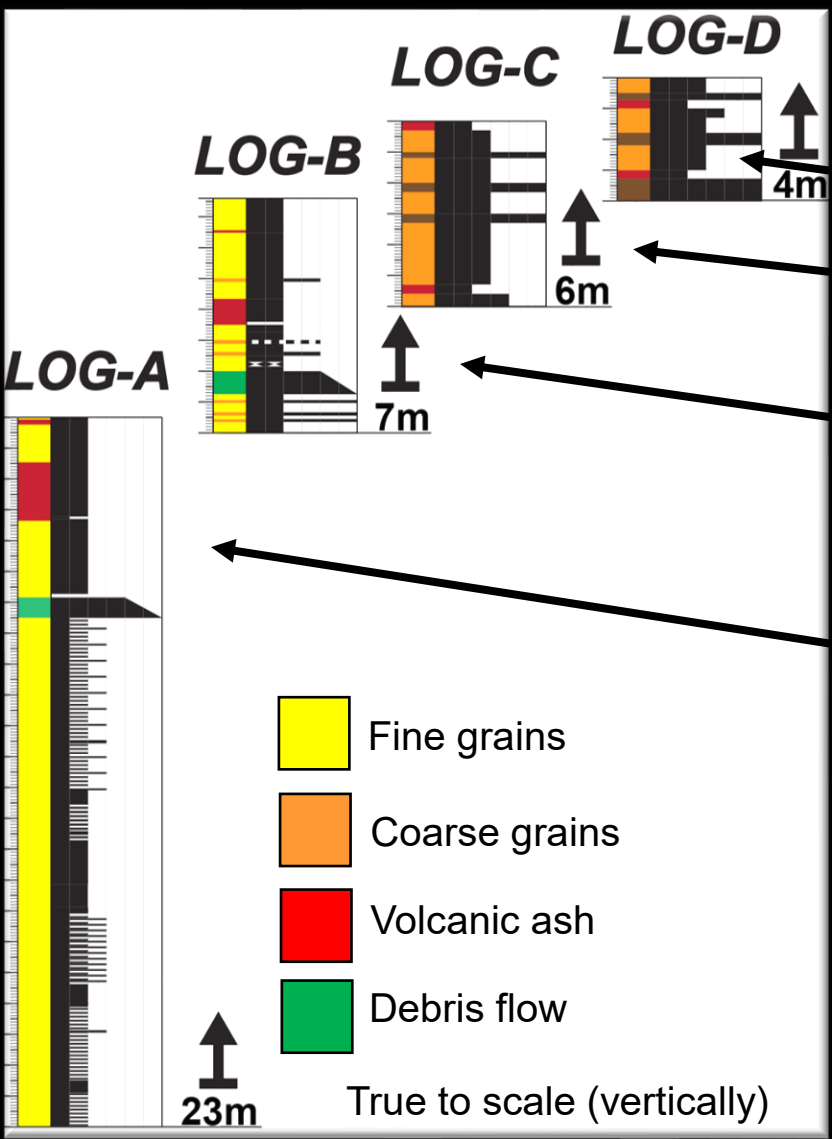 LOG-D
LOG-C
LOG-B
4m
6m
LOG-A
7m
Fine grains
Coarse grains
Volcanic ash
Debris flow
True to scale (vertically)
23m